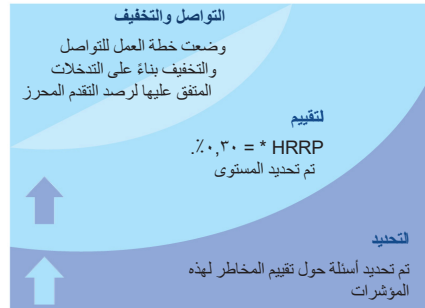 التواصل والتخفيف
وضعت خطة العمل للتواصل
والتخفيف بناءً على التدخلات
المتفق عليها لرصد التقدم المحرز
لتقييم
HRRP * = ٠,٣٠٪.
تم تحديد المستوى
التحديد
تم تحديد أسئلة حول تقييم المخاطر لهذه
المؤشرات